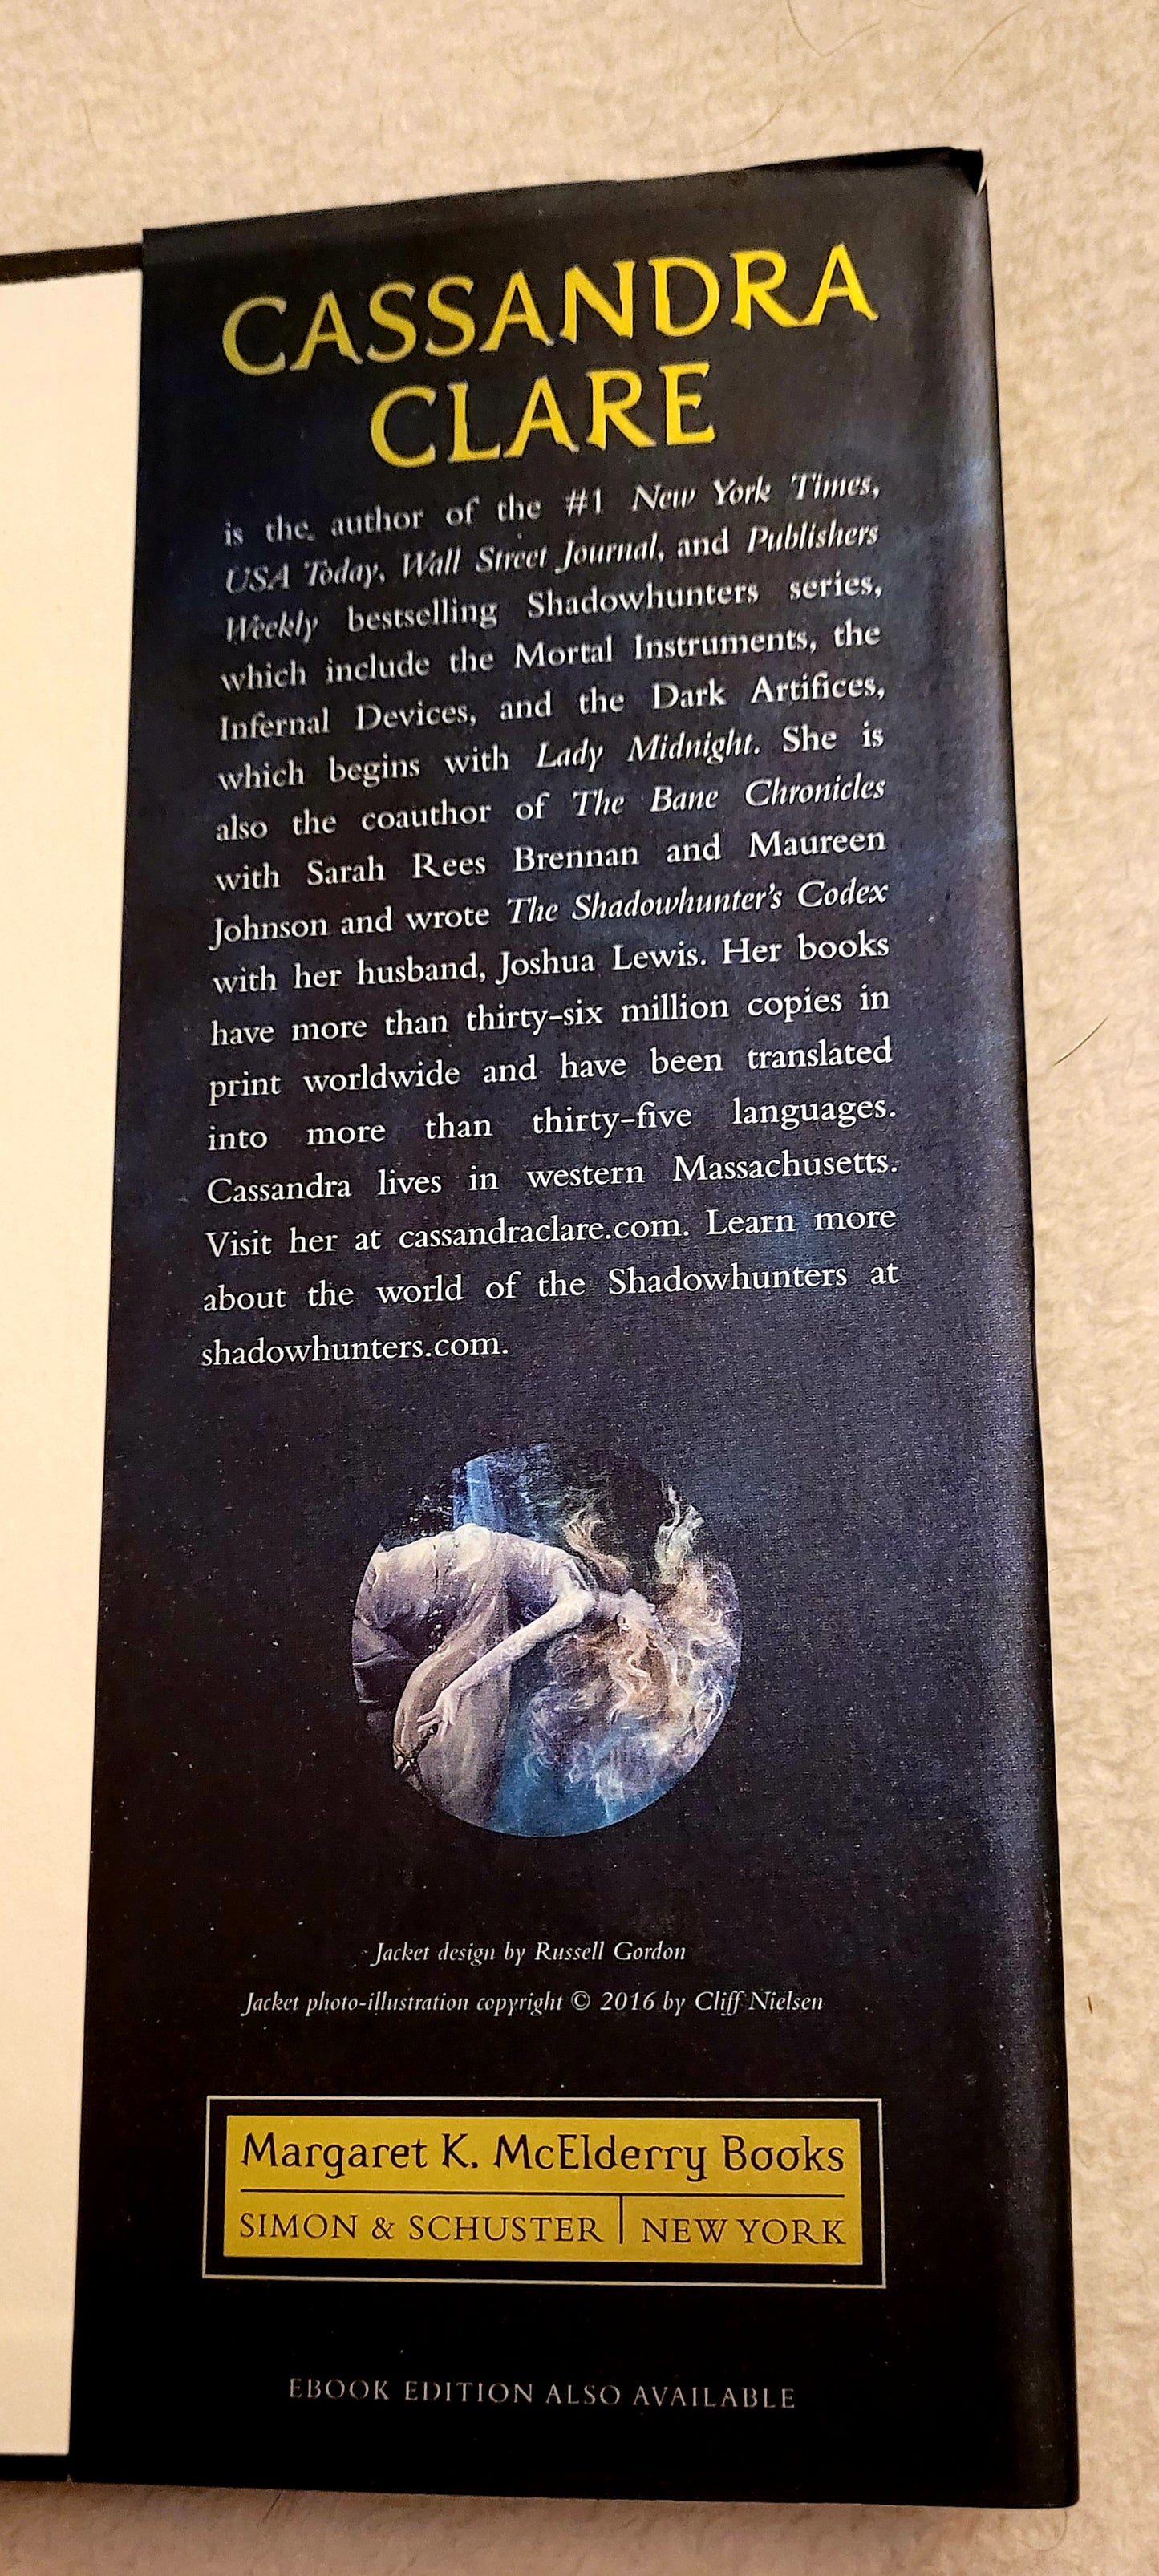 CASSANDRA
CLARE
is the author of the #1 New York Times,
USA Today, Wall Street Journal, and Publishers
Weekly bestselling Shadowhunters series,
which include the Mortal Instruments, the
Infernal Devices, and the Dark Artifices,
which begins with Lady Midnight. She is
also the coauthor of The Bane Chronicles
with Sarah Rees Brennan and Maureen
Johnson and wrote The Shadowhunter's Codex
with her husband, Joshua Lewis. Her books
have more than thirty-six million copies in
print worldwide and have been translated
into more than thirty-five languages.
Cassandra lives in western Massachusetts.
Visit her at cassandraclare.com. Learn more
about the world of the Shadowhunters at
shadowhunters.com.
Jacket design by Russell Gordon
Jacket photo-illustration copyright © 2016 by Cliff Nielsen
Margaret K. McElderry Books
SIMON & SCHUSTER | NEW YORK
EBOOK EDITION ALSO AVAILABLE